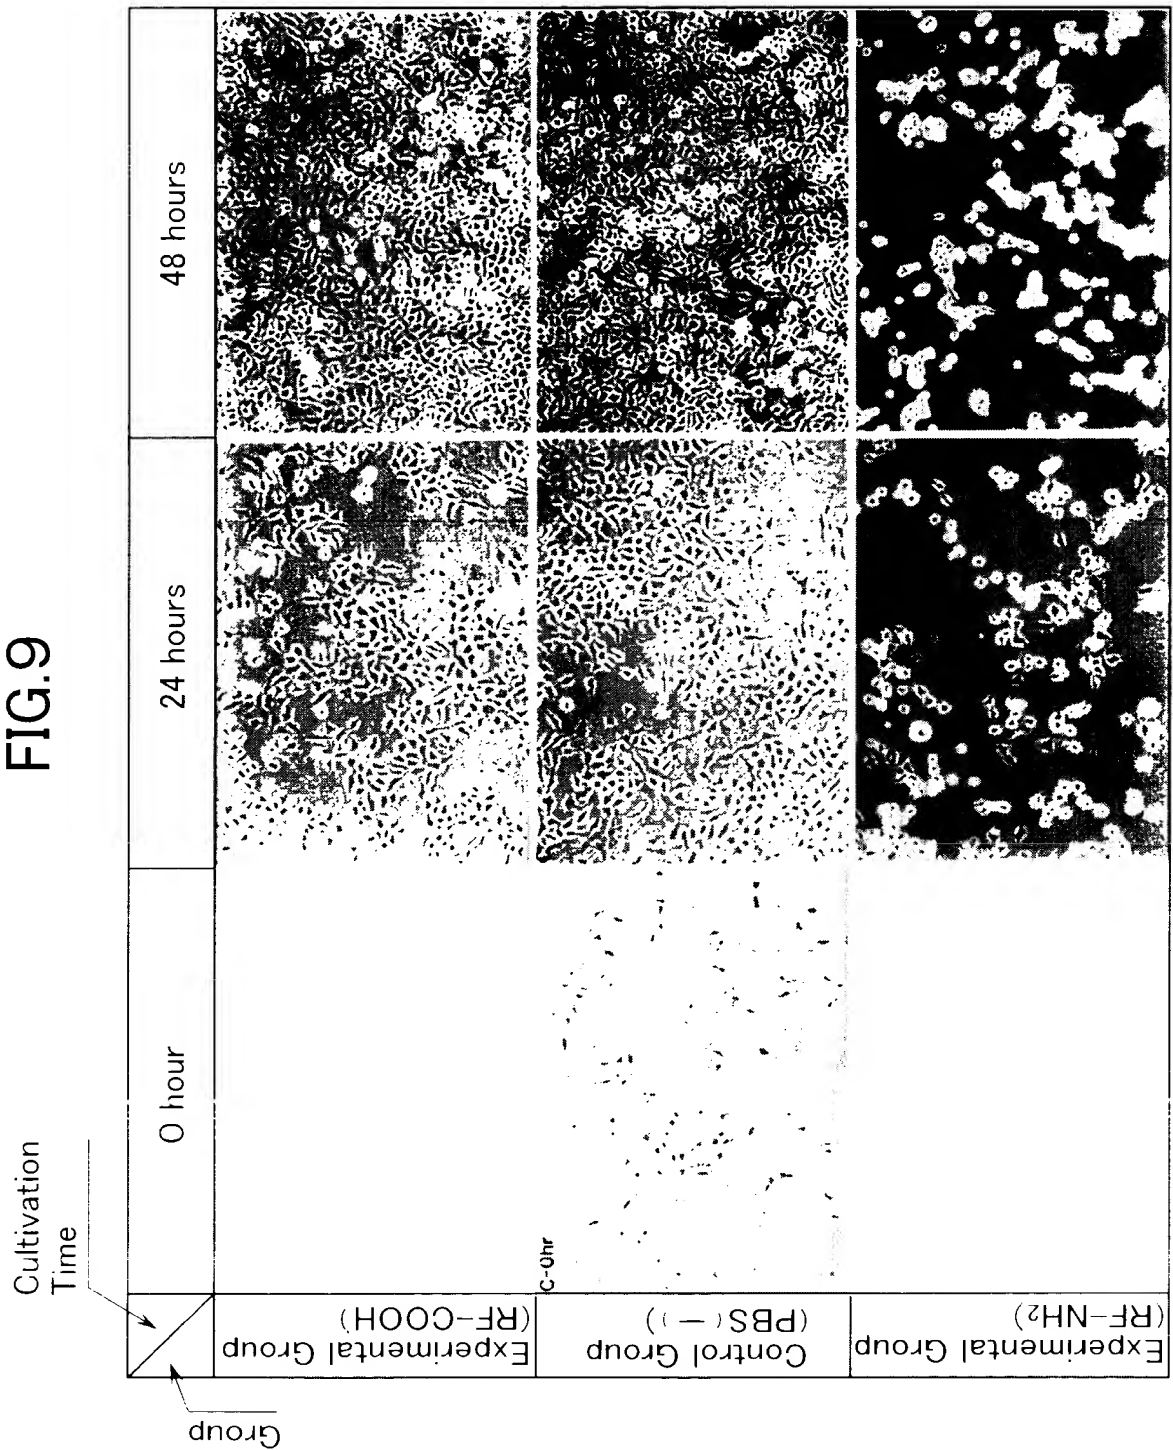 FIG.9
Cultivation
Time
Group
0 hour
24 hours
48 hours
Experimental Group
(RF-COOH)
Control Group
(PBS(−))
C-0hr
Experimental Group
(RF-NH2)